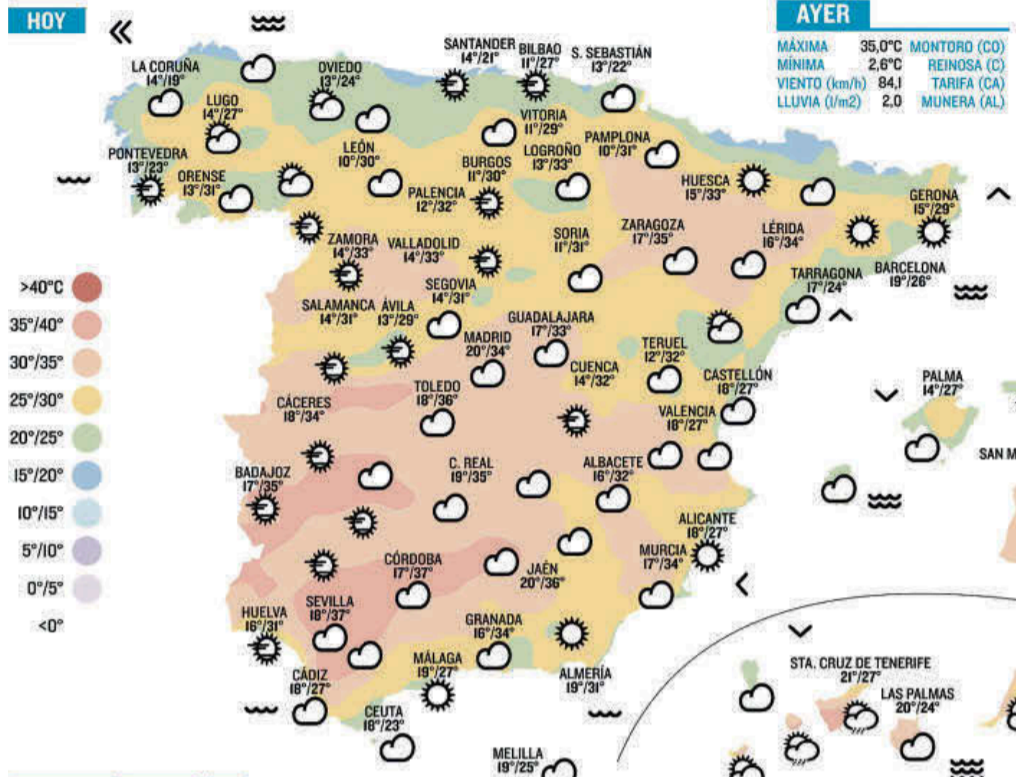 HOY
AYER
MÁXIMA 35,0°C MONTORO (CO)
MÍNIMA 2,6°C REINOSA (C)
VIENTO (km/h) 84,1 TARIFA (CA)
LLUVIA (l/m2) 2,0 MUNERA (AL)
LA CORUÑA
14°/19°
OVIEDO
13°/24°
SANTANDER
14°/21°
BILBAO
11°/27°
S. SEBASTIÁN
13°/22°
LUGO
14°/27°
VITORIA
11°/29°
PONTEVEDRA
13°/23°
ORENSE
13°/31°
LEÓN
10°/30°
BURGOS
11°/30°
LOGROÑO
13°/33°
PAMPLONA
10°/31°
PALENCIA
12°/32°
HUESCA
15°/33°
GERONA
15°/29°
ZAMORA
14°/33°
VALLADOLID
14°/33°
SORIA
11°/31°
ZARAGOZA
17°/35°
LÉRIDA
16°/34°
TARRAGONA
17°/24°
BARCELONA
19°/26°
SEGOVIA
14°/31°
SALAMANCA
14°/31°
ÁVILA
13°/29°
GUADALAJARA
17°/33°
MADRID
20°/34°
TERUEL
12°/32°
CUENCA
14°/32°
CASTELLÓN
18°/27°
PALMA
14°/27°
CÁCERES
18°/34°
TOLEDO
18°/36°
VALENCIA
18°/27°
SAN M
BADAJOZ
17°/35°
C. REAL
19°/35°
ALBACETE
16°/32°
ALICANTE
18°/27°
CÓRDOBA
17°/37°
JAÉN
20°/36°
MURCIA
17°/34°
HUELVA
16°/31°
SEVILLA
18°/37°
GRANADA
16°/34°
MÁLAGA
19°/27°
ALMERÍA
19°/31°
CÁDIZ
18°/27°
CEUTA
18°/23°
MELILLA
19°/25°
STA. CRUZ DE TENERIFE
21°/27°
LAS PALMAS
20°/24°
>40°C
35°/40°
30°/35°
25°/30°
20°/25°
15°/20°
10°/15°
5°/10°
0°/5°
<0°